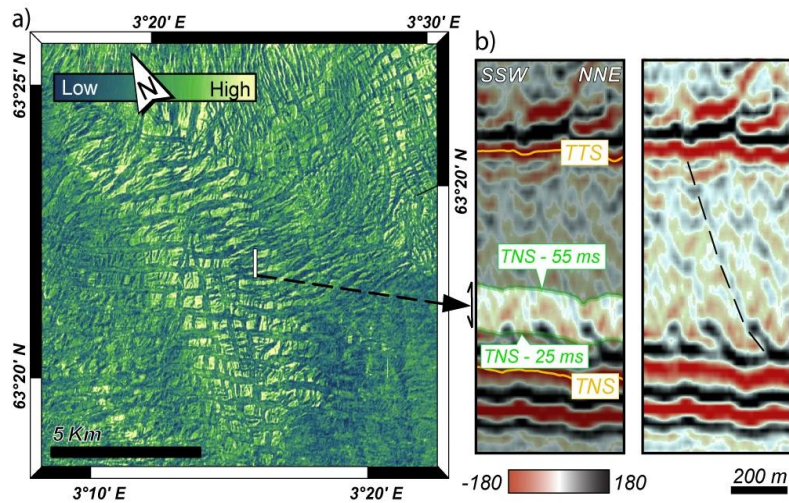 a)
3°20' E
3°30' E
b)
63°25' N
Low
N
High
63°20' N
63°20' N
5 Km
3°10' E
3°20' E
SSW
NNE
TTS
TNS - 55 ms
TNS - 25 ms
TNS
-180
180
200 m